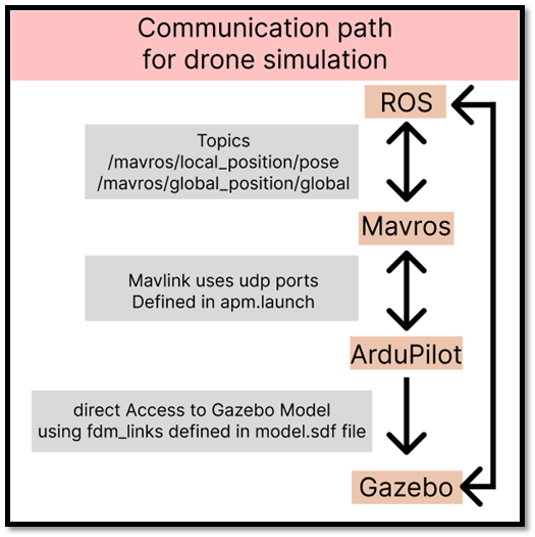 Communication path
for drone simulation
ROS
Topics
/mavros/local_position/pose
/mavros/global_position/global
Mavros
Mavlink uses udp ports
Defined in apm.launch
ArduPilot
direct Access to Gazebo Model
using fdm_links defined in model.sdf file
Gazebo